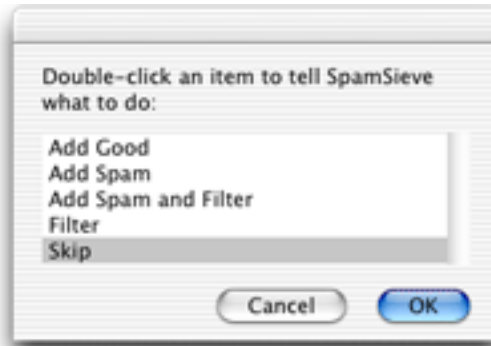 Double-click an item to tell SpamSieve
what to do:
Add Good
Add Spam
Add Spam and Filter
Filter
Skip
Cancel OK